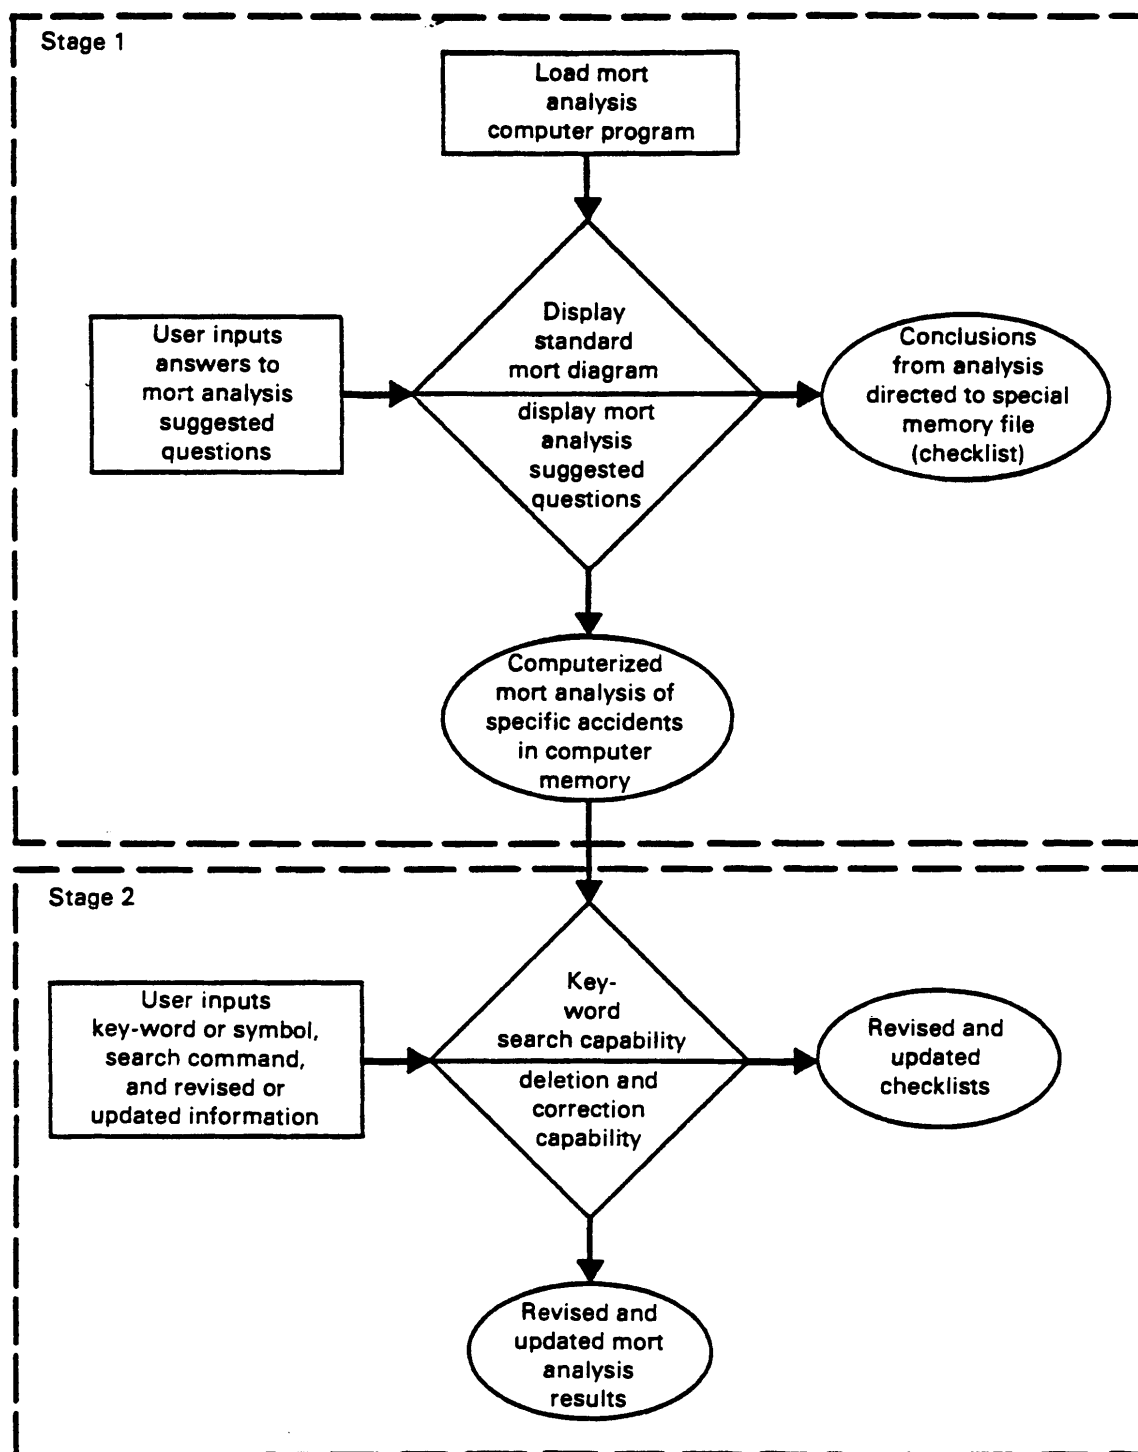 Stage 1
Load mort
analysis
computer program
Display
standard
mort diagram
display mort
analysis
suggested
questions
User inputs
answers to
mort analysis
suggested
questions
Conclusions
from analysis
directed to special
memory file
(checklist)
Computerized
mort analysis of
specific accidents
in computer
memory
Stage 2
Key-
word
search capability
deletion and
correction
capability
User inputs
key-word or symbol,
search command,
and revised or
updated information
Revised and
updated
checklists
Revised and
updated mort
analysis
results